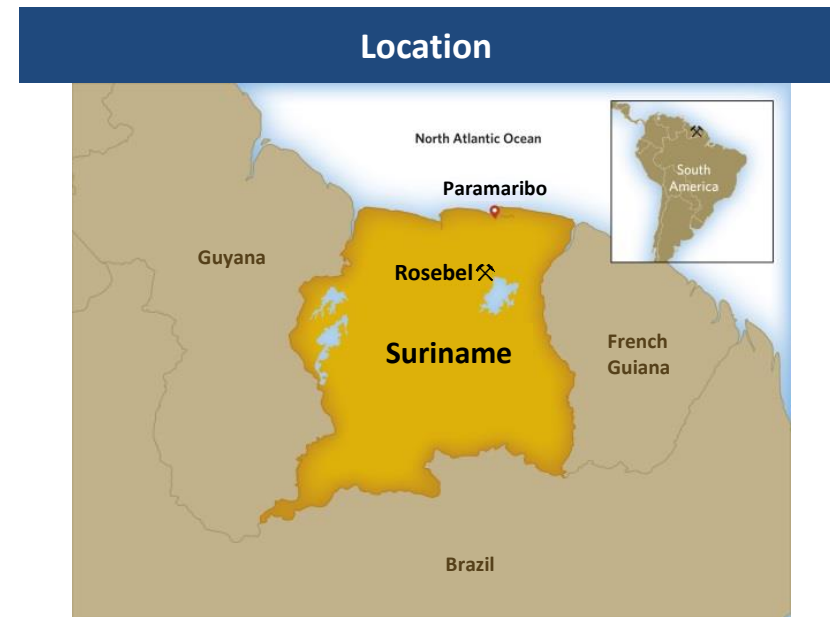 Location
North Atlantic Ocean
South
America
Paramaribo
Guyana
Rosebel
Suriname
French
Guiana
Brazil